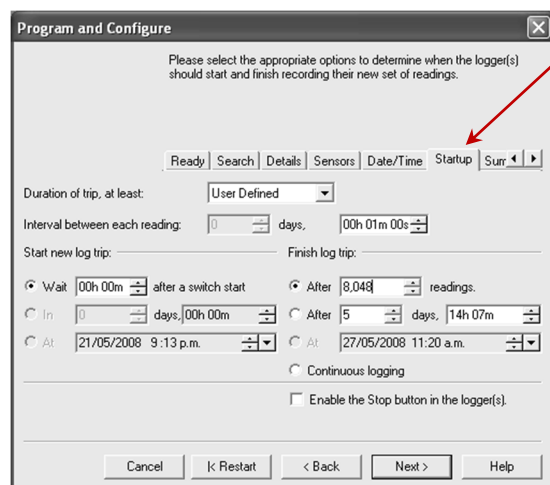 Program and Configure
Please select the appropriate options to determine when the logger(s)
should start and finish recording their new set of readings.
Ready Search Details Sensors Date/Time Startup Sum
Duration of trip, at least: User Defined
Interval between each reading: 0 days, 00h 01m 00s
Start new log trip: Finish log trip:
Wait 00h 00m after a switch start After 8,048 readings.
In 0 days, 00h 00m After 5 days, 14h 07m
At 21/05/2008 9:13 p.m. At 27/05/2008 11:20 a.m.
Continuous logging
Enable the Stop button in the logger(s).
Cancel |< Restart < Back Next > Help